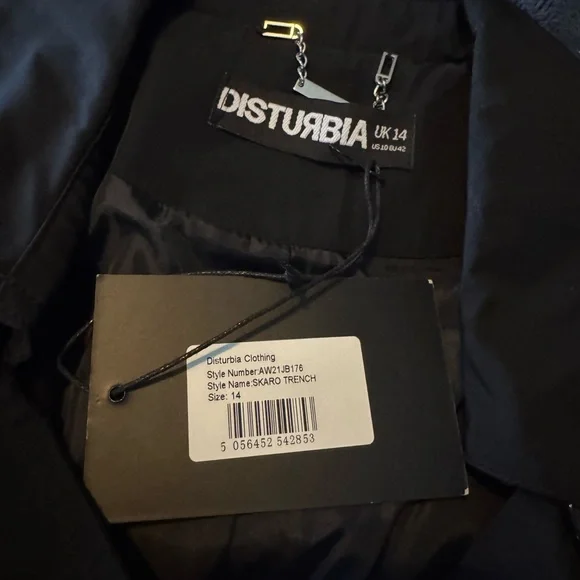 DISTURBIA
UK 14
US 10 EU 42
Disturbia Clothing
Style Number:AW21JB176
Style Name:SKARO TRENCH
Size: 14
5 056452 542853